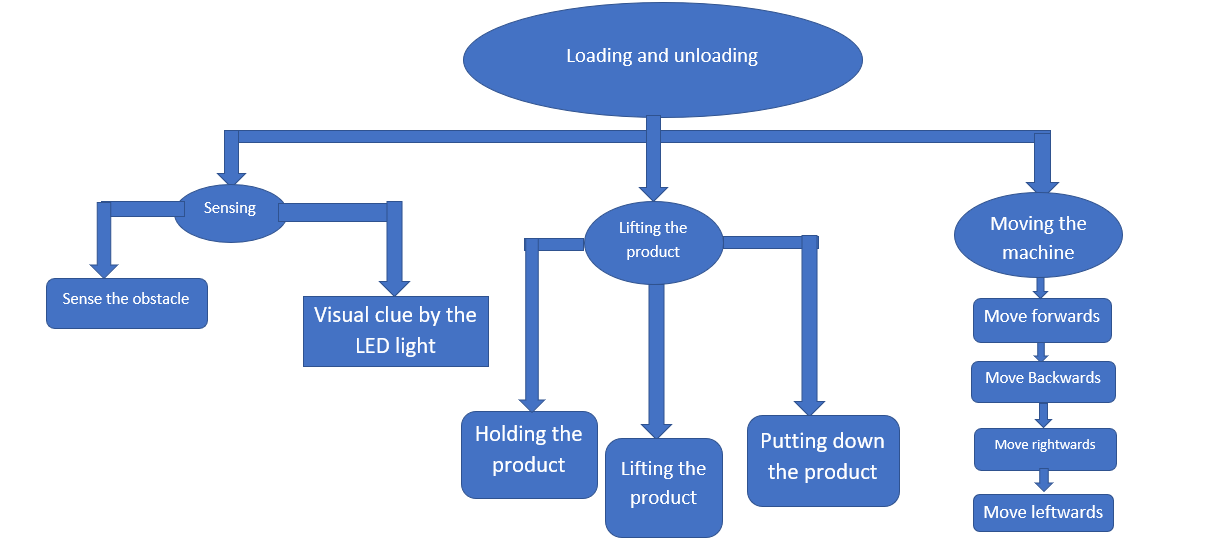 Loading and unloading
Sensing
Lifting the
product
Moving the
machine
Sense the obstacle
Visual clue by the
LED light
Holding the
product
Lifting the
product
Putting down
the product
Move forwards
Move Backwards
Move rightwards
Move leftwards